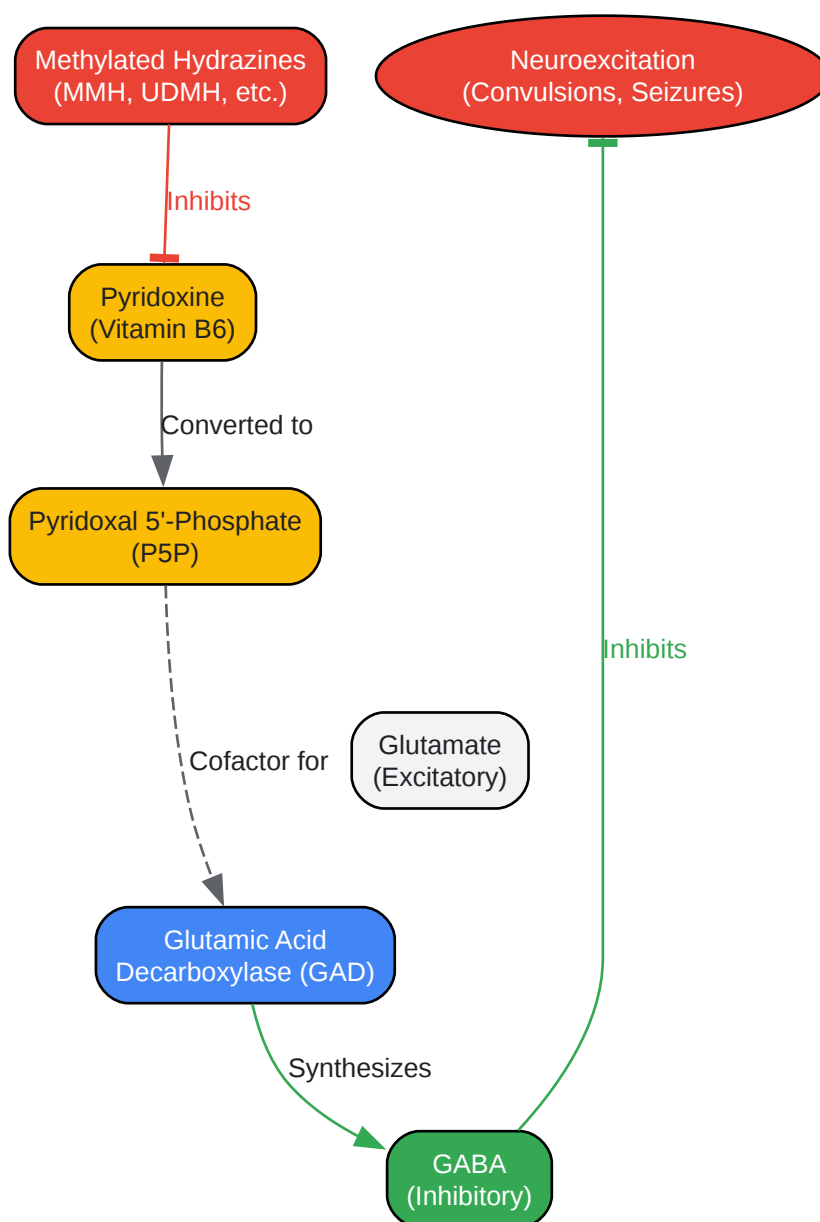 Methylated Hydrazines
(MMH, UDMH, etc.)
Neuroexcitation
(Convulsions, Seizures)
Inhibits
Pyridoxine
(Vitamin B6)
Converted to
Pyridoxal 5'-Phosphate
(P5P)
Inhibits
Glutamate
(Excitatory)
Cofactor for
Glutamic Acid
Decarboxylase (GAD)
Synthesizes
GABA
(Inhibitory)